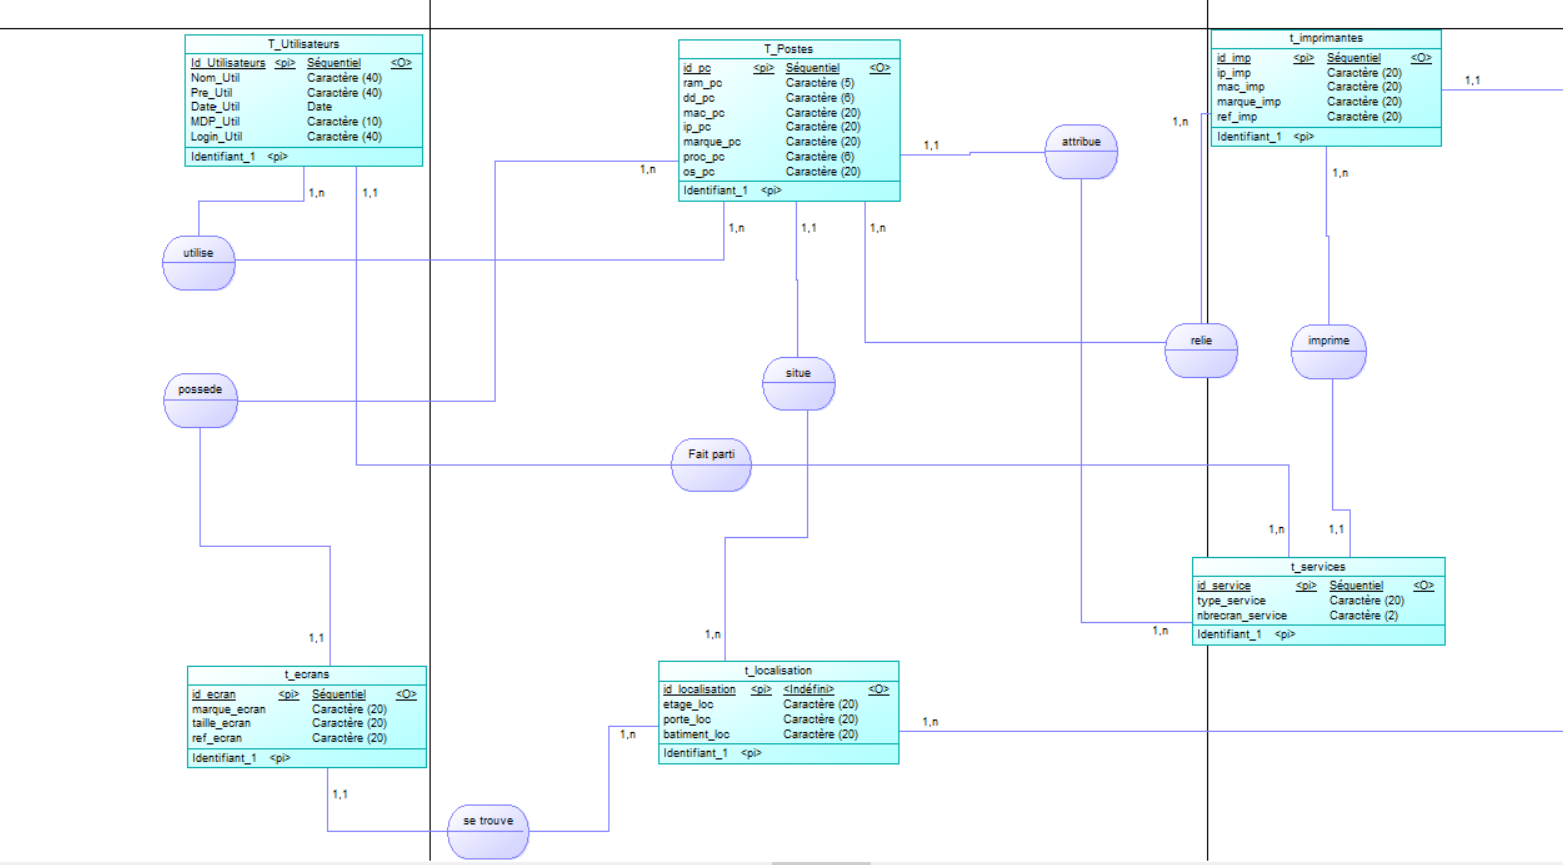 T_Utilisateurs
Id_Utilisateurs <pi> Séquentiel <O>
Nom_Util Caractère (40)
Pre_Util Caractère (40)
Date_Util Date
MDP_Util Caractère (10)
Login_Util Caractère (40)
Identifiant_1 <pi>
T_Postes
id_pc <pi> Séquentiel <O>
ram_pc Caractère (5)
dd_pc Caractère (6)
mac_pc Caractère (20)
ip_pc Caractère (20)
marque_pc Caractère (20)
proc_pc Caractère (6)
os_pc Caractère (20)
Identifiant_1 <pi>
t_imprimantes
id_imp <pi> Séquentiel <O>
ip_imp Caractère (20)
mac_imp Caractère (20)
marque_imp Caractère (20)
ref_imp Caractère (20)
Identifiant_1 <pi>
1,1
1,n
attribue
1,1
1,n
1,n
1,n
1,1
1,n
1,1
1,n
utilise
relie
imprime
situe
possede
Fait parti
1,n
1,1
t_services
id_service <pi> Séquentiel <O>
type_service Caractère (20)
nbrecran_service Caractère (2)
Identifiant_1 <pi>
1,n
1,n
1,1
t_ecrans
id_ecran <pi> Séquentiel <O>
marque_ecran Caractère (20)
taille_ecran Caractère (20)
ref_ecran Caractère (20)
Identifiant_1 <pi>
t_localisation
id_localisation <pi> <Indéfini> <O>
etage_loc Caractère (20)
porte_loc Caractère (20)
batiment_loc Caractère (20)
Identifiant_1 <pi>
1,n
1,n
1,1
se trouve